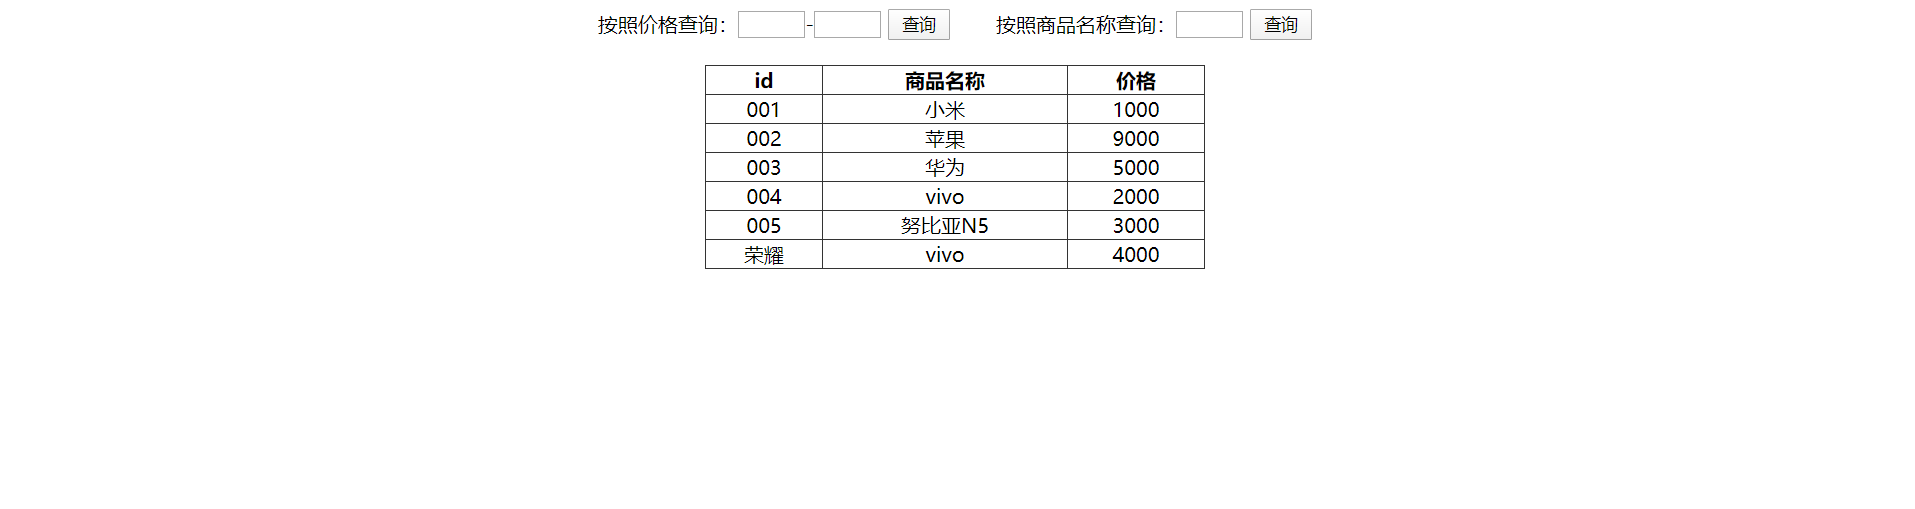 按照价格查询： - 查询 按照商品名称查询： 查询
id 商品名称 价格
001 小米 1000
002 苹果 9000
003 华为 5000
004 vivo 2000
005 努比亚N5 3000
荣耀 vivo 4000